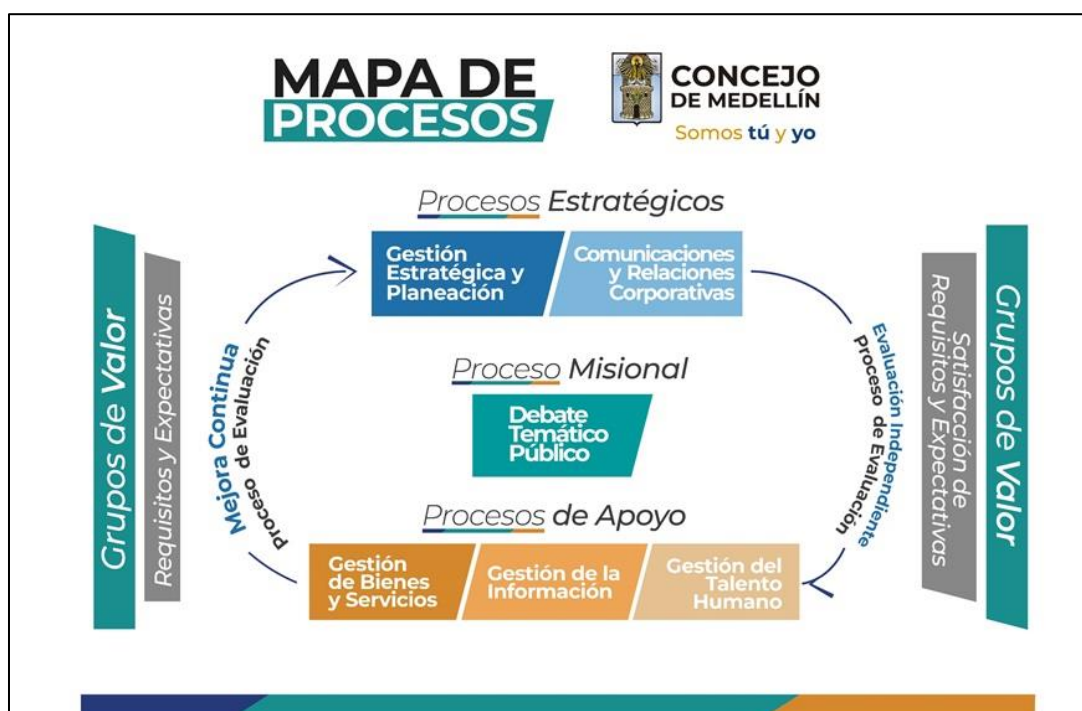 MAPA DE
PROCESOS
CONCEJO
DE MEDELLÍN
Somos tú y yo
Procesos Estratégicos
Gestión
Estratégica y
Planeación
Comunicaciones
y Relaciones
Corporativas
Grupos de Valor
Requisitos y Expectativas
Mejora Continua
Proceso de Evaluación
Proceso Misional
Debate
Temático
Público
Evaluación Independiente
Proceso de Evaluación
Satisfacción de
Requisitos y Expectativas
Grupos de Valor
Procesos de Apoyo
Gestión
de Bienes
y Servicios
Gestión de la
Información
Gestión del
Talento
Humano